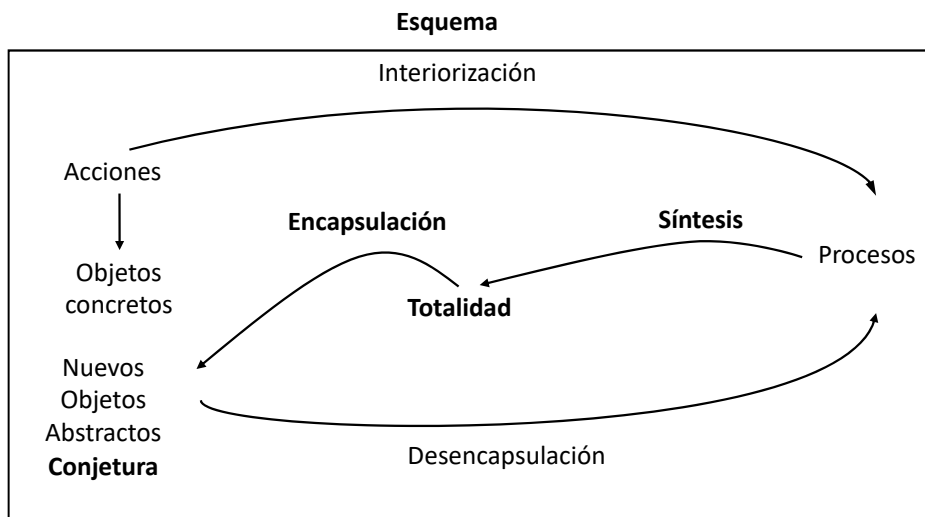 Esquema
Interiorización
Acciones
Encapsulación
Síntesis
Procesos
Objetos
concretos
Totalidad
Nuevos
Objetos
Abstractos
Conjetura
Desencapsulación